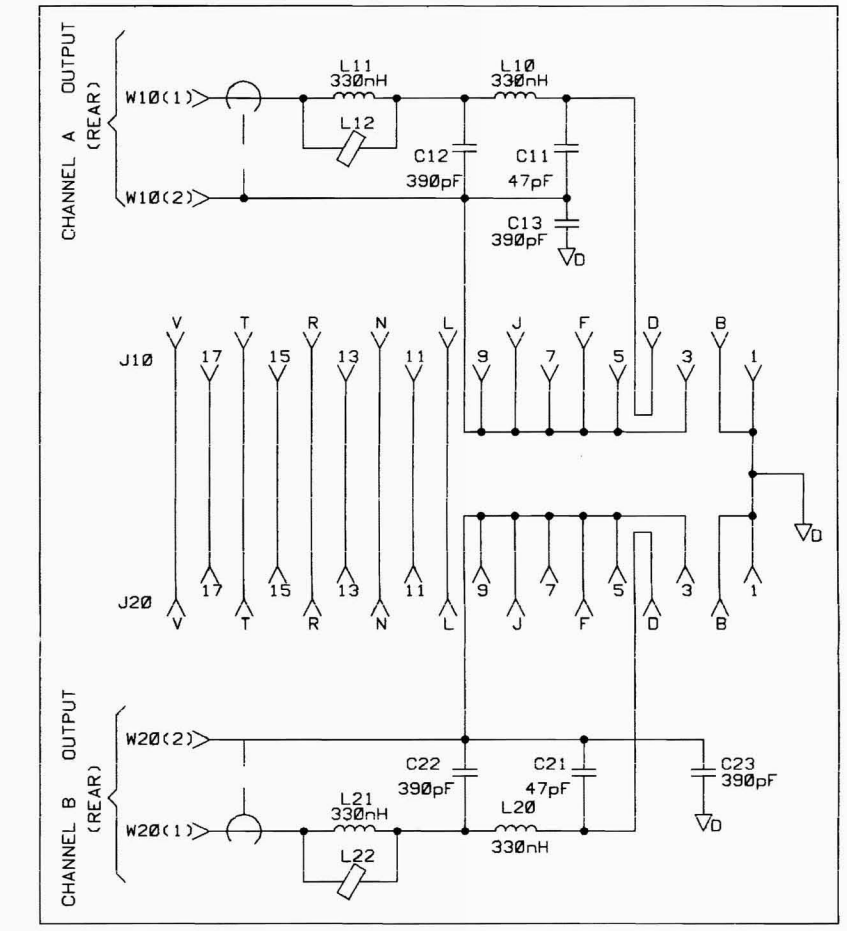 CHANNEL A OUTPUT
(REAR)
W10(1)
L11
330nH
L10
330nH
L12
C12
390pF
C11
47pF
W10(2)
C13
390pF
D
V T R N L J F D B
J10
17 15 13 11 9 7 5 3 1
D
17 15 13 11 9 7 5 3 1
J20
V T R N L J F D B
CHANNEL B OUTPUT
(REAR)
W20(2)
C22
390pF
C21
47pF
C23
390pF
L21
330nH
L20
330nH
D
W20(1)
L22